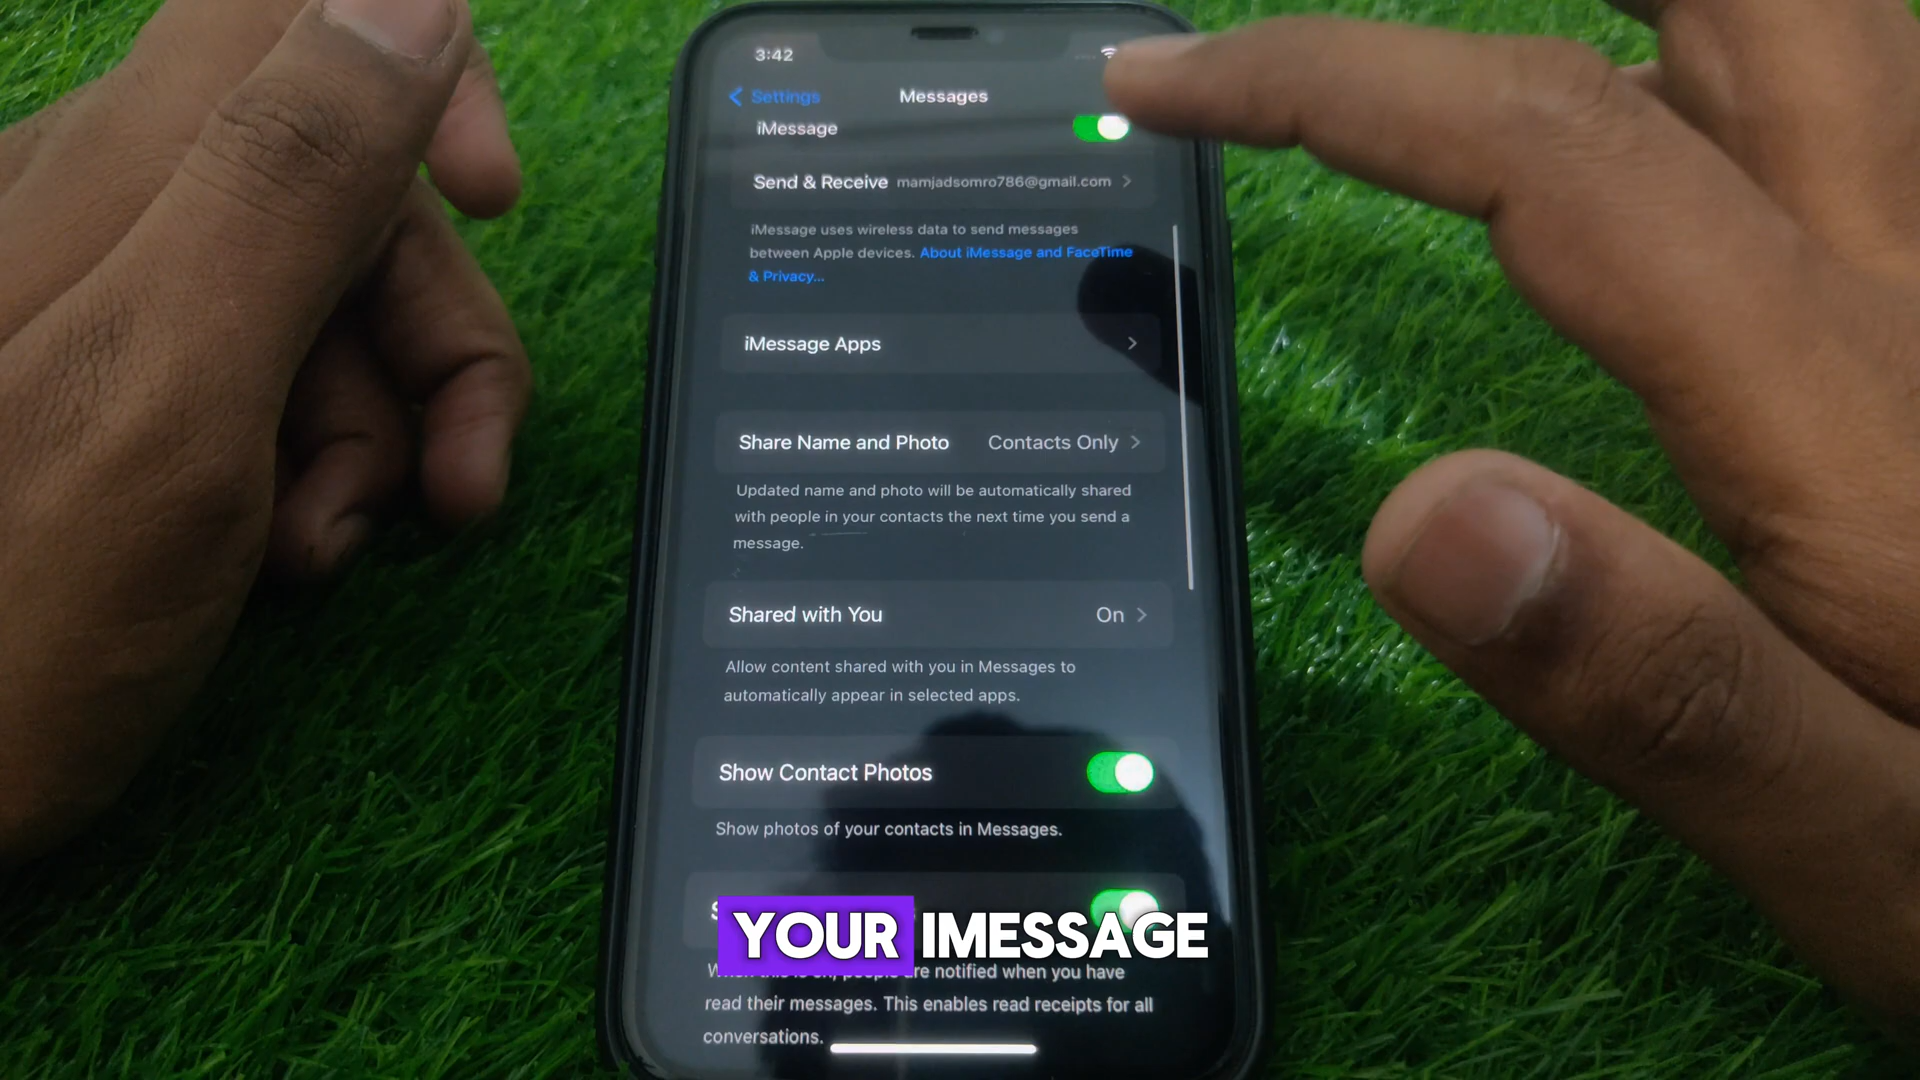 3:42
Settings
Messages
iMessage
Send & Receive mamjadsomro786@gmail.com
iMessage uses wireless data to send messages
between Apple devices. About iMessage and FaceTime
& Privacy...
iMessage Apps
Share Name and Photo Contacts Only
Updated name and photo will be automatically shared
with people in your contacts the next time you send a
message.
Shared with You On
Allow content shared with you in Messages to
automatically appear in selected apps.
Show Contact Photos
Show photos of your contacts in Messages.
YOUR IMESSAGE
are notified when you have
read their messages. This enables read receipts for all
conversations.